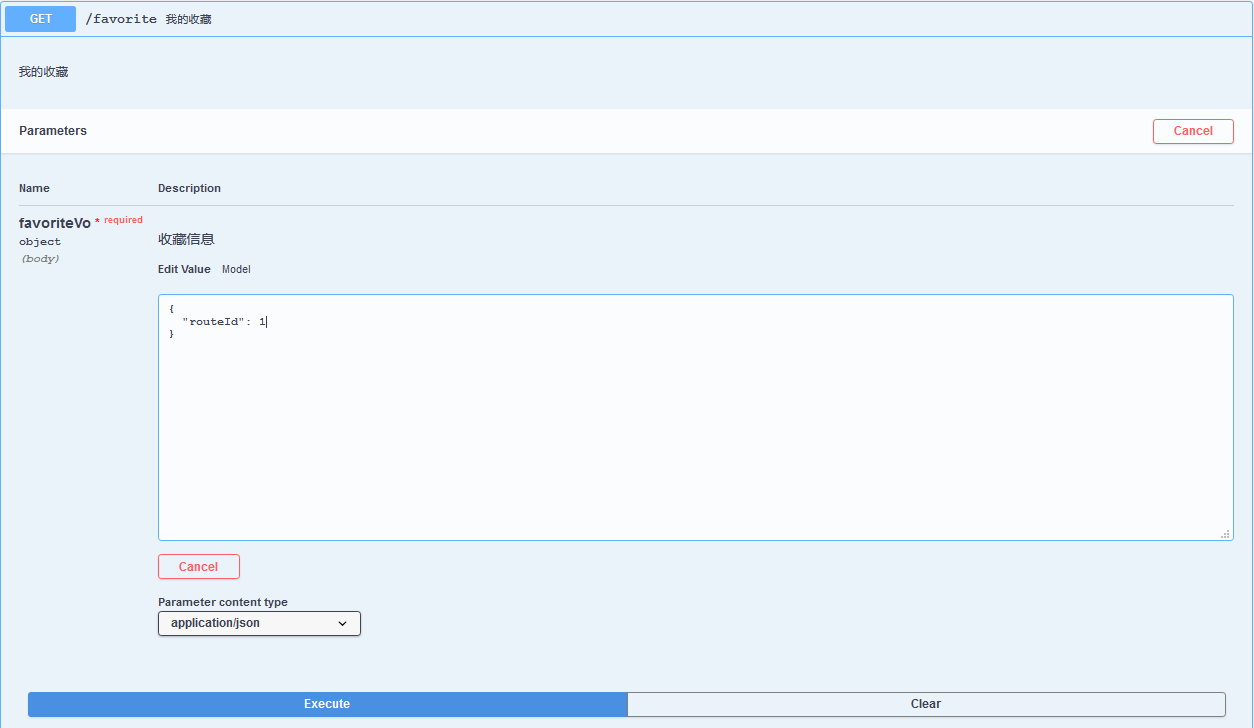 GET /favorite 我的收藏
我的收藏
Parameters
Cancel
Name Description
favoriteVo * required
object
(body)
收藏信息
Edit Value Model
{
"routeId": 1
}
Cancel
Parameter content type
application/json
Execute Clear